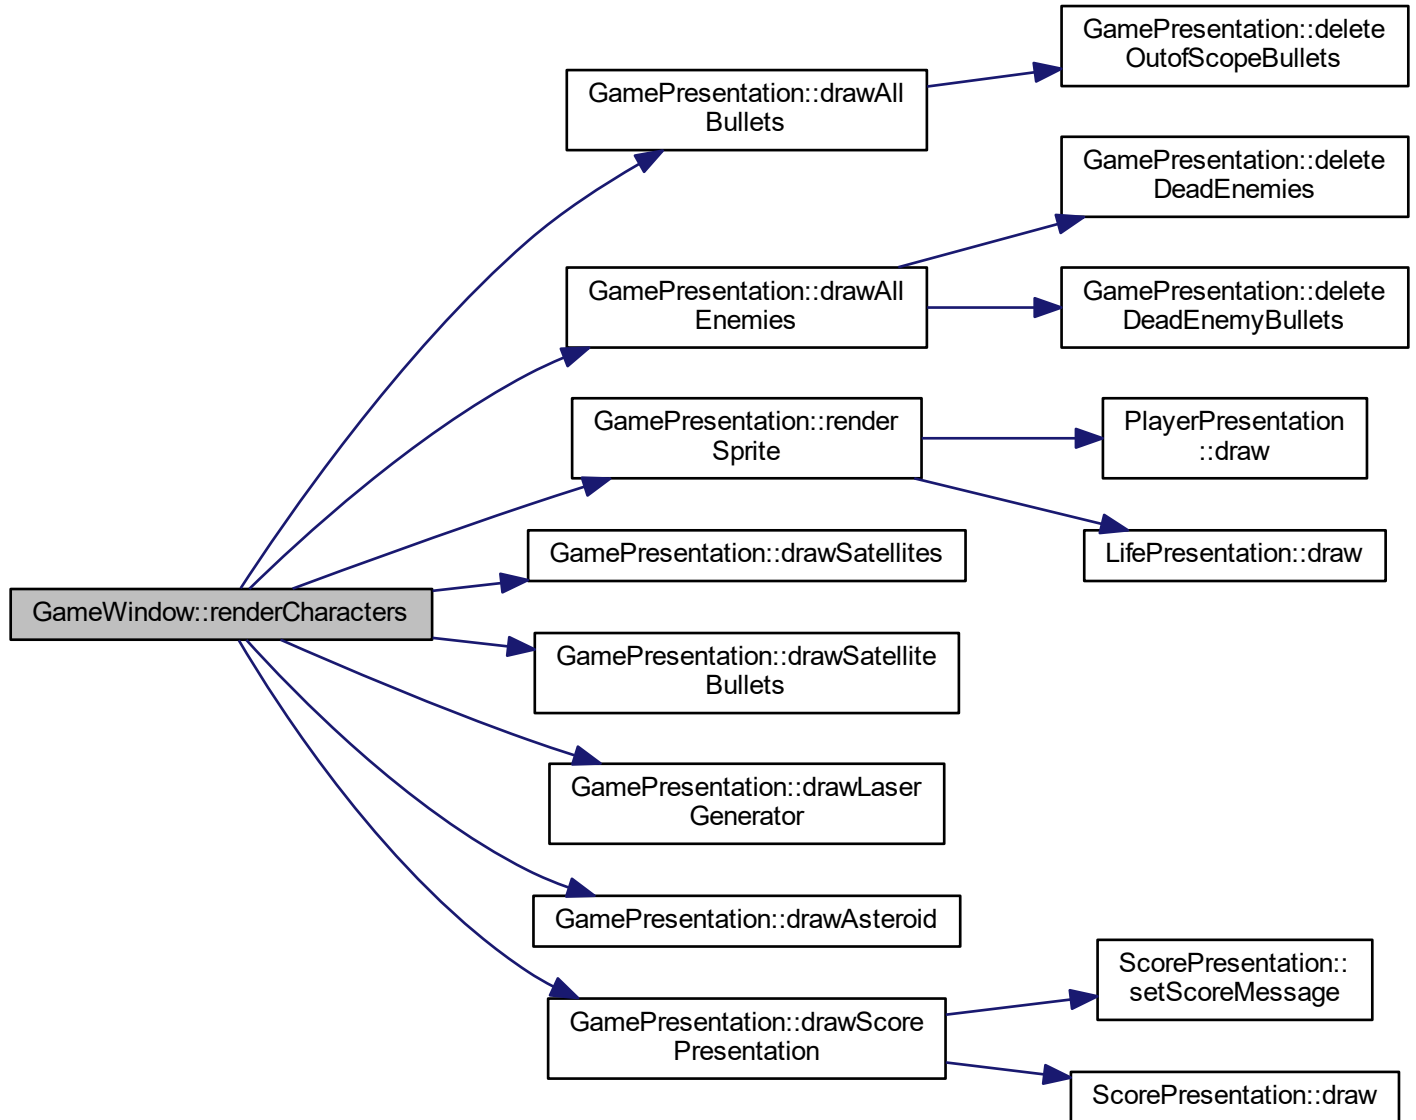 GamePresentation::delete
OutofScopeBullets
GamePresentation::drawAll
Bullets
GamePresentation::delete
DeadEnemies
GamePresentation::drawAll
Enemies
GamePresentation::delete
DeadEnemyBullets
GamePresentation::render
Sprite
PlayerPresentation
::draw
GamePresentation::drawSatellites
LifePresentation::draw
GameWindow::renderCharacters
GamePresentation::drawSatellite
Bullets
GamePresentation::drawLaser
Generator
GamePresentation::drawAsteroid
ScorePresentation::
setScoreMessage
GamePresentation::drawScore
Presentation
ScorePresentation::draw